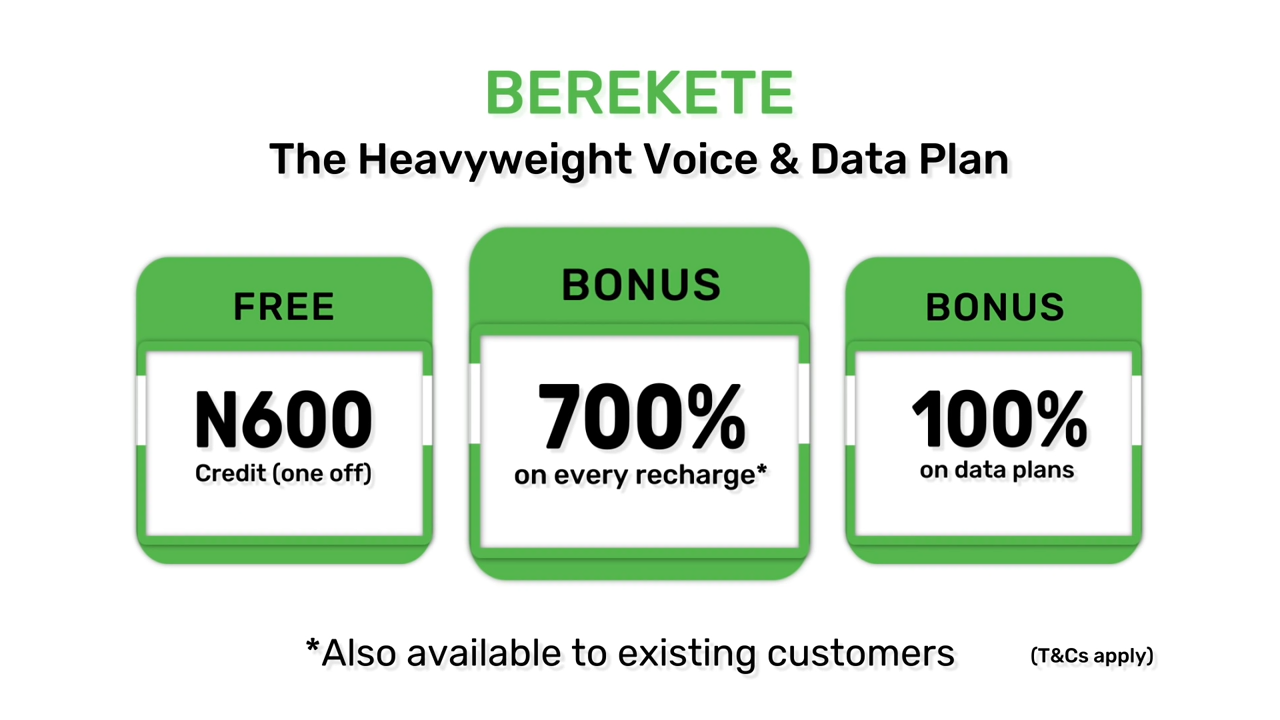 BEREKETE
The Heavyweight Voice & Data Plan
FREE
N600
Credit (one off)
BONUS
700%
on every recharge*
BONUS
100%
on data plans
*Also available to existing customers
(T&Cs apply)